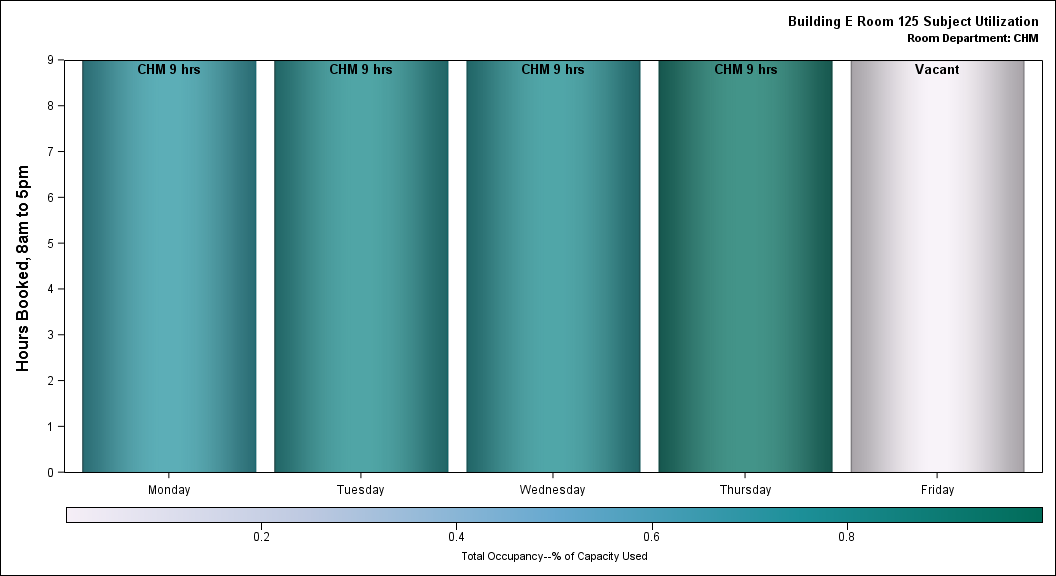 Building E Room 125 Subject Utilization
Room Department: CHM
Hours Booked, 8am to 5pm
9
8
7
6
5
4
3
2
1
0
CHM 9 hrs
CHM 9 hrs
CHM 9 hrs
CHM 9 hrs
Vacant
Monday
Tuesday
Wednesday
Thursday
Friday
0.2
0.4
0.6
0.8
Total Occupancy--% of Capacity Used